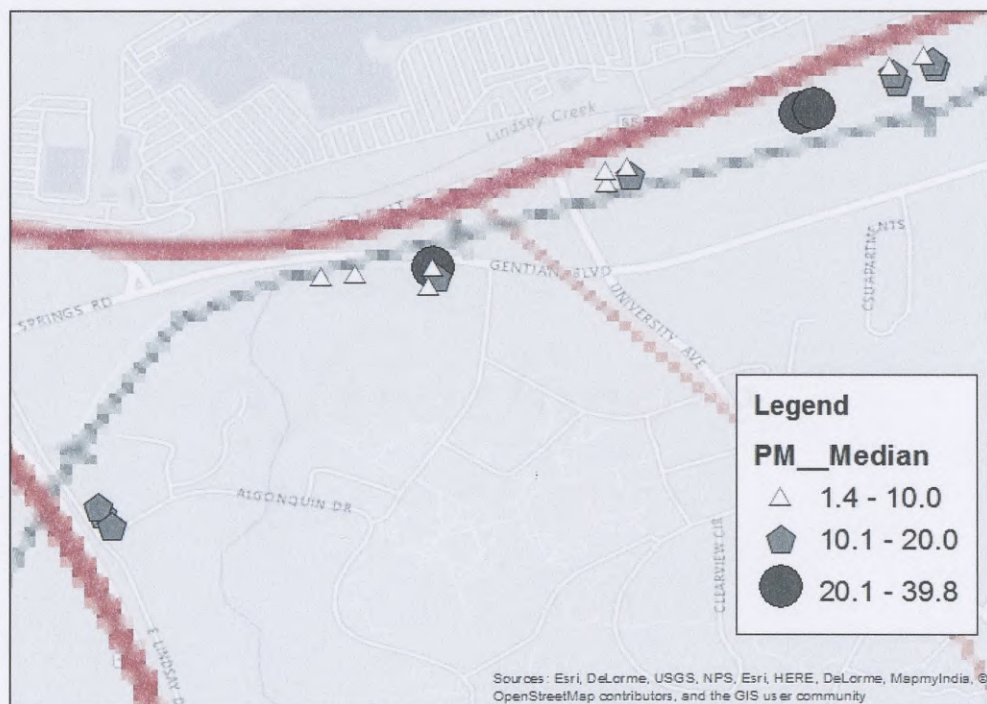 Lindsey Creek
CSU APARTMENTS
GENTIAN BLVD
SPRINGS RD
UNIVERSITY AVE
ALGONQUIN DR
CLEARVIEW CIR
E LINDSAY D
Legend
PM__Median
1.4 - 10.0
10.1 - 20.0
20.1 - 39.8
Sources: Esri, DeLorme, USGS, NPS, Esri, HERE, DeLorme, MapmyIndia, ©
OpenStreetMap contributors, and the GIS user community